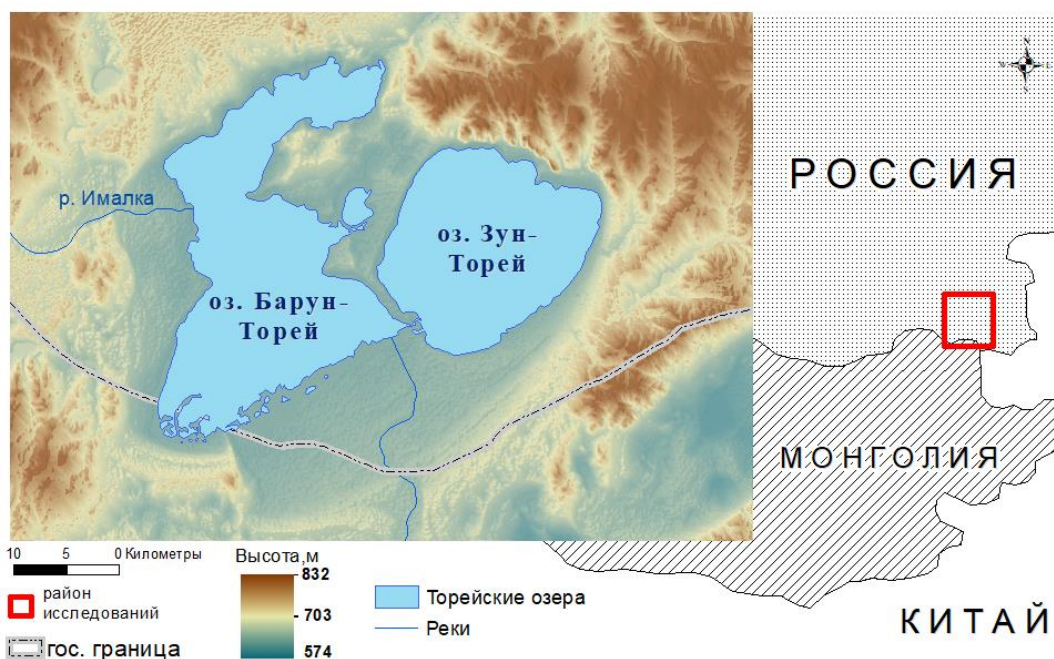 N
W E
S
РОССИЯ
р. Ималка
оз. Зун-
Торей
оз. Барун-
Торей
МОНГОЛИЯ
10 5 0 Километры
район
исследований
гос. граница
Высота,м
832
703
574
Торейские озера
Реки
КИТАЙ